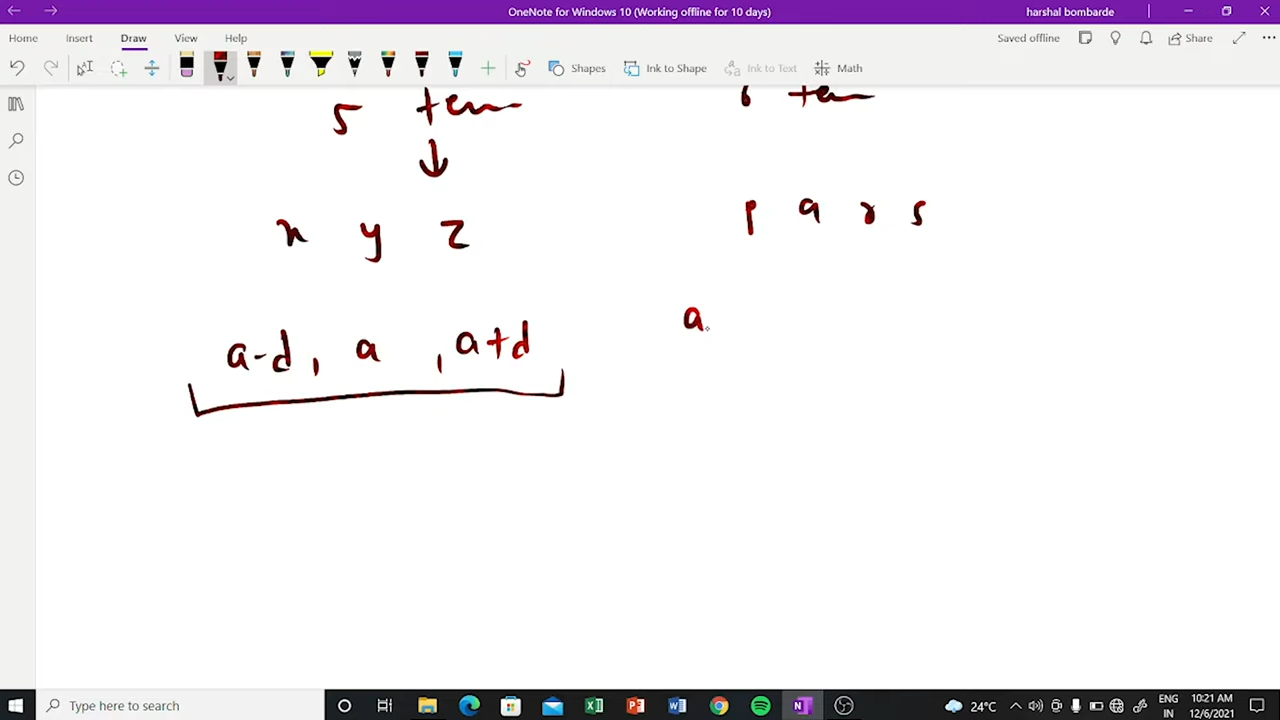 OneNote for Windows 10 (Working offline for 10 days)
harshal bombarde
Home Insert Draw View Help
Saved offline
Share
Shapes
Ink to Shape
Ink to Text
Math
5 term
6 term
x y z
p q r s
a-d, a, a+d
a
Type here to search
24°C
ENG
IN
10:21 AM
12/6/2021